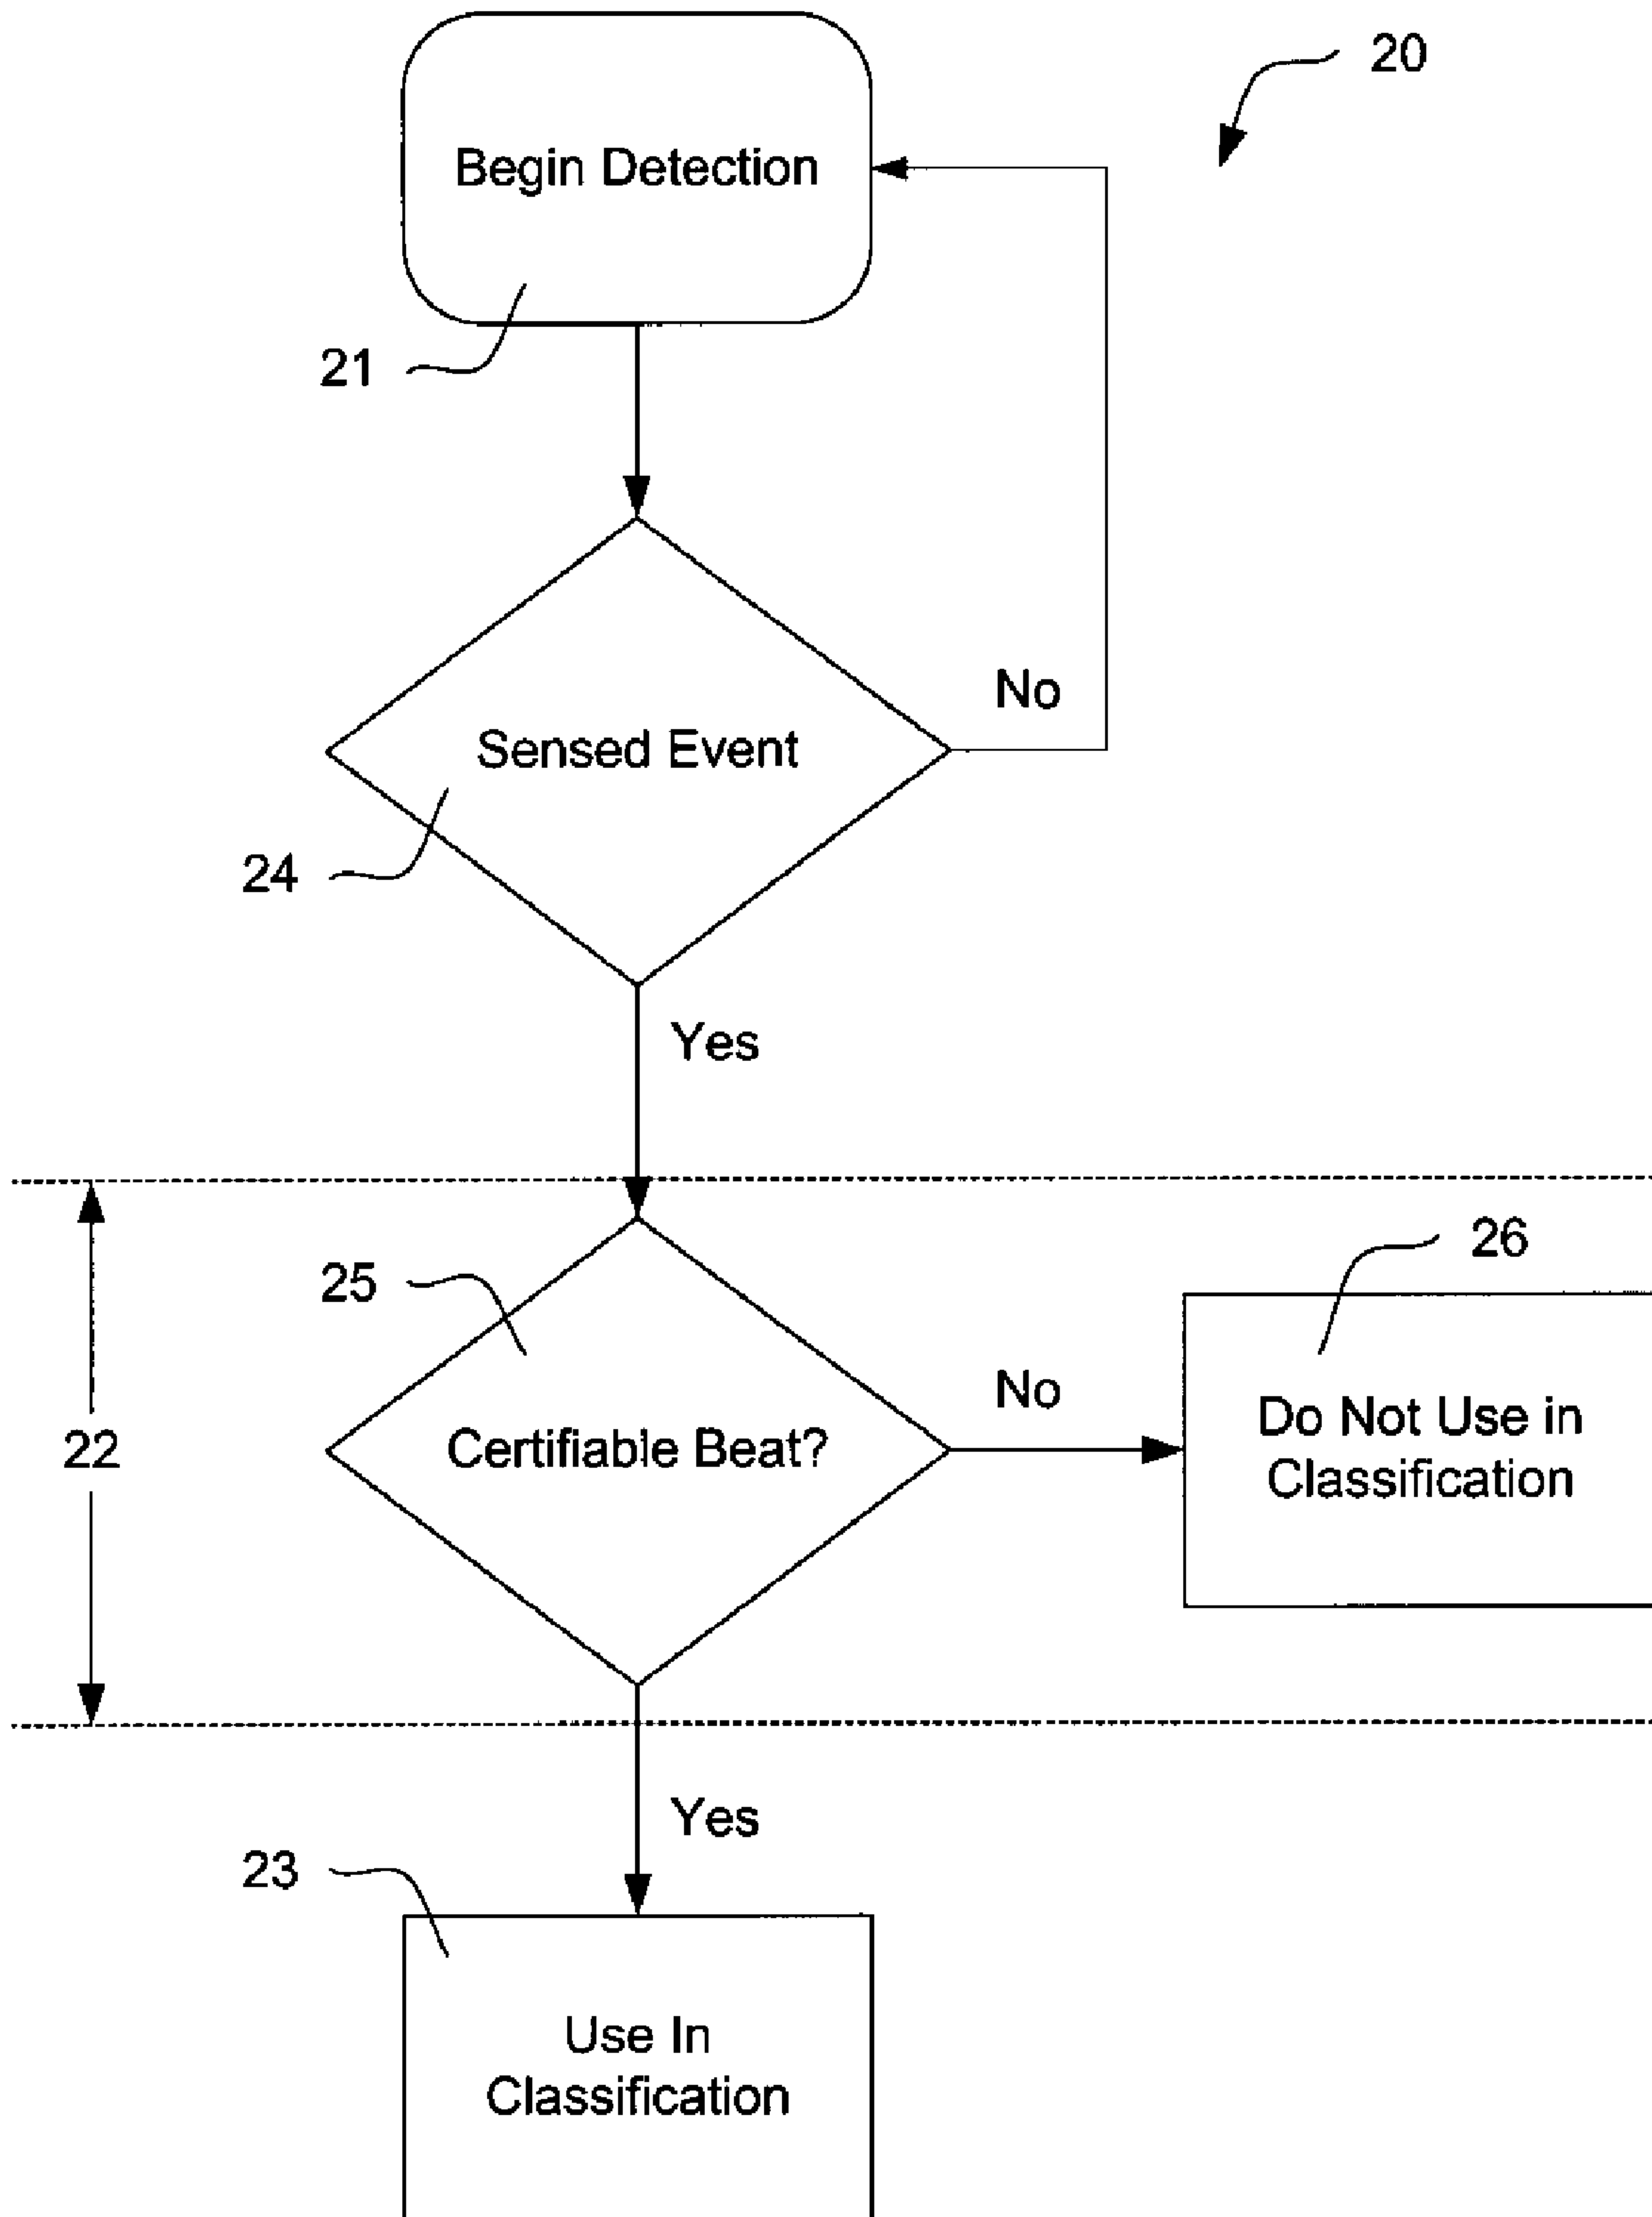 20
Begin Detection
21
No
Sensed Event
24
Yes
26
25
No
Do Not Use in
Classification
22
Certifiable Beat?
Yes
23
Use In
Classification